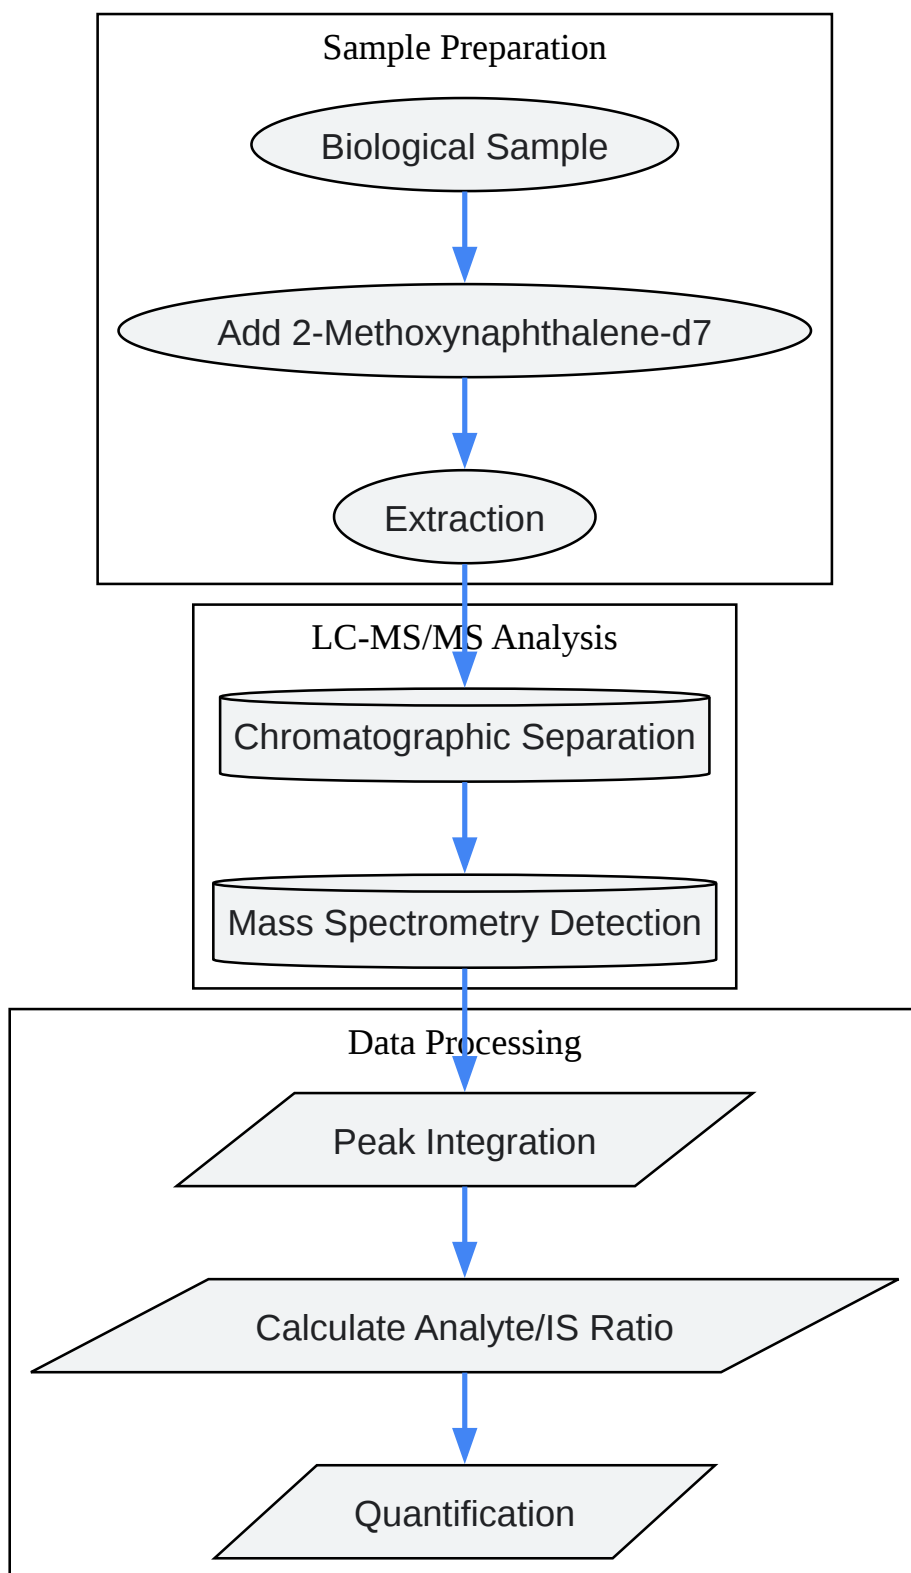 Sample Preparation
Biological Sample
Add 2-Methoxynaphthalene-d7
Extraction
LC-MS/MS Analysis
Chromatographic Separation
Mass Spectrometry Detection
Data Processing
Peak Integration
Calculate Analyte/IS Ratio
Quantification